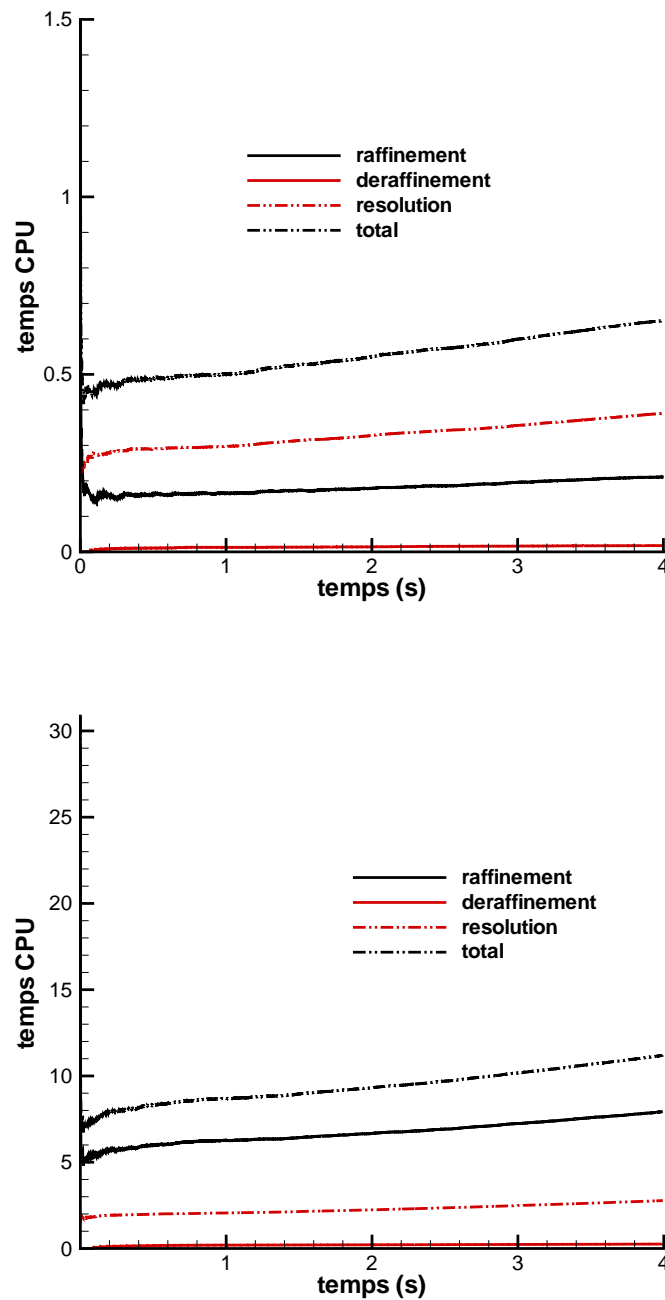 1.5
1
0.5
0
temps CPU
raffinement
deraffinement
resolution
total
0 1 2 3 4
temps (s)
30
25
20
15
10
5
0
temps CPU
raffinement
deraffinement
resolution
total
1 2 3 4
temps (s)